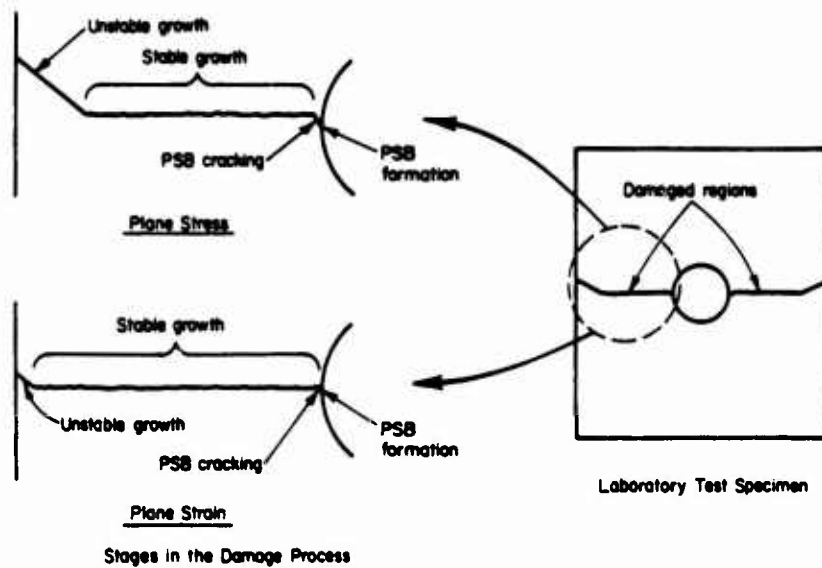 Unstable growth
Stable growth
PSB cracking
PSB
formation
Plane Stress
Damaged regions
Stable growth
Unstable growth
PSB cracking
PSB
formation
Plane Strain
Laboratory Test Specimen
Stages in the Damage Process